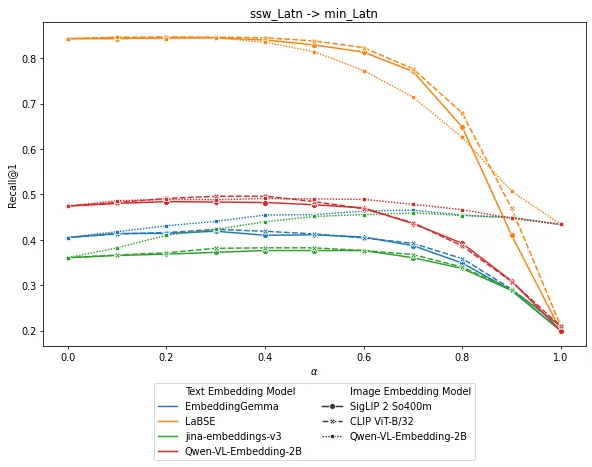 ssw_Latn -> min_Latn
Recall@1
0.8
0.7
0.6
0.5
0.4
0.3
0.2
0.0 0.2 0.4 0.6 0.8 1.0
α
Text Embedding Model
EmbeddingGemma
LaBSE
jina-embeddings-v3
Qwen-VL-Embedding-2B
Image Embedding Model
SigLIP 2 So400m
CLIP ViT-B/32
Qwen-VL-Embedding-2B